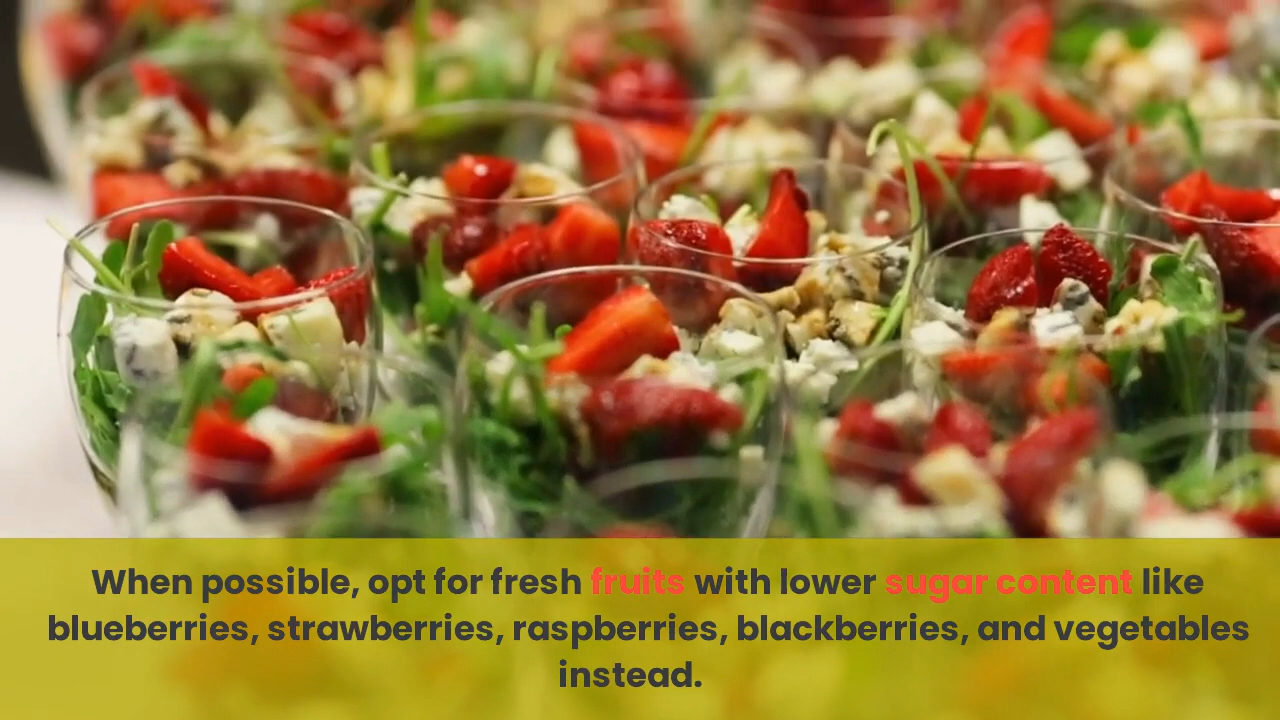 When possible, opt for fresh fruits with lower sugar content like
blueberries, strawberries, raspberries, blackberries, and vegetables
instead.